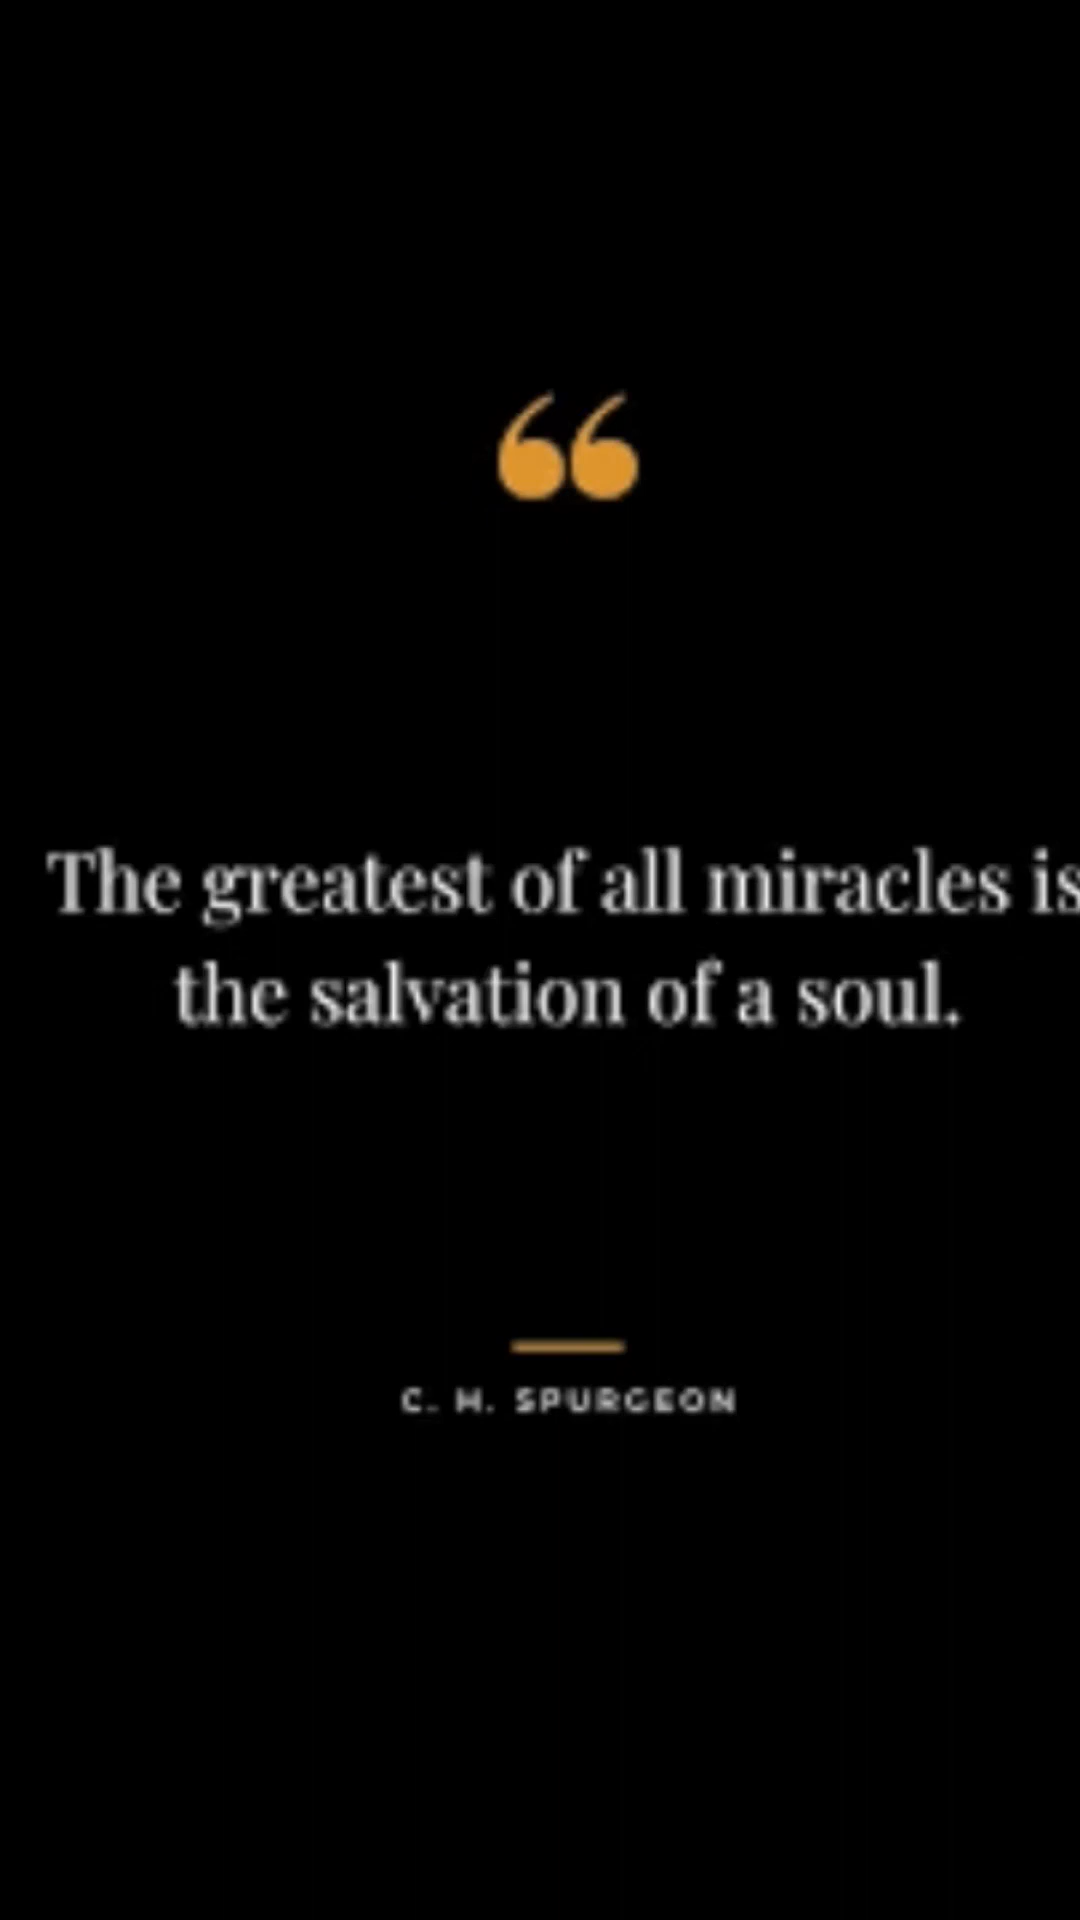 “
The greatest of all miracles is
the salvation of a soul.
C. H. SPURGEON